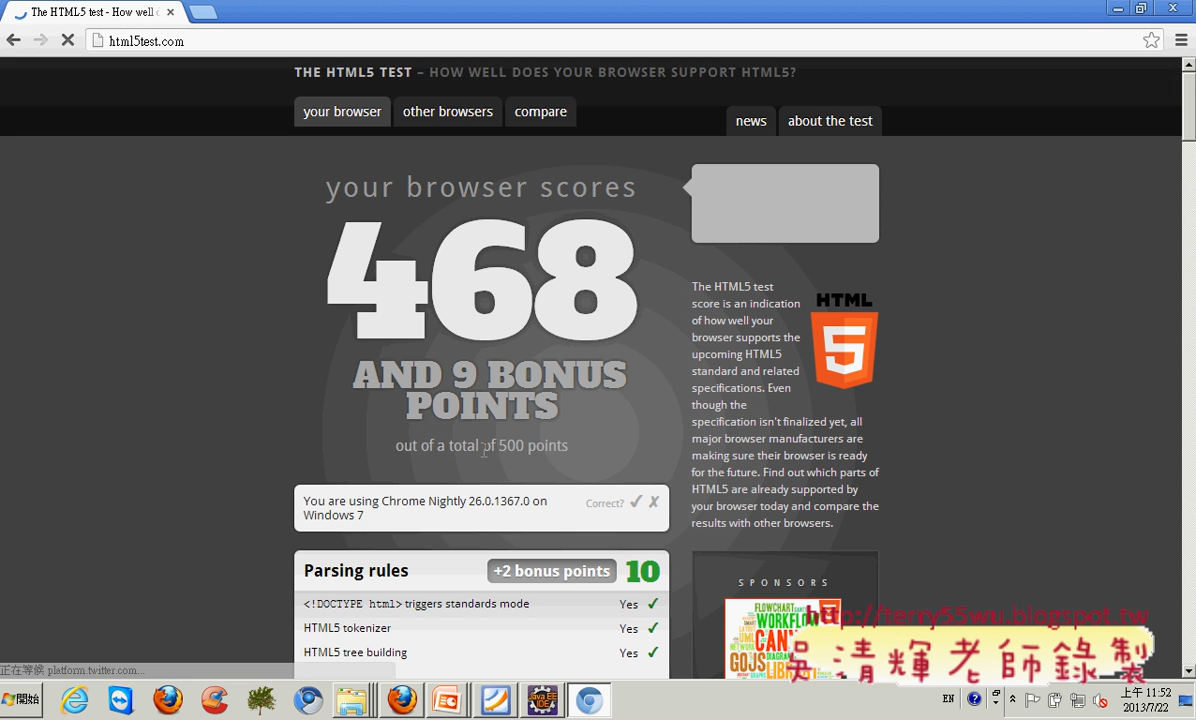 The HTML5 test - How well c
html5test.com
THE HTML5 TEST – HOW WELL DOES YOUR BROWSER SUPPORT HTML5?
your browser
other browsers
compare
news
about the test
your browser scores
468
AND 9 BONUS
POINTS
out of a total of 500 points
You are using Chrome Nightly 26.0.1367.0 on
Windows 7
Correct?
Parsing rules
+2 bonus points
10
<!DOCTYPE html> triggers standards mode
Yes
HTML5 tokenizer
Yes
HTML5 tree building
Yes
The HTML5 test
score is an indication
of how well your
browser supports the
upcoming HTML5
standard and related
specifications. Even
though the
specification isn't finalized yet, all
major browser manufacturers are
making sure their browser is ready
for the future. Find out which parts of
HTML5 are already supported by
your browser today and compare the
results with other browsers.
HTML
5
SPONSORS
FLOWCHART
WORKFLOW
GOJS
http://terry55wu.blogspot.tw
吳清輝老師錄製
正在等候 platform.twitter.com...
開始
Java EE
IDE
EN
上午 11:52
2013/7/22